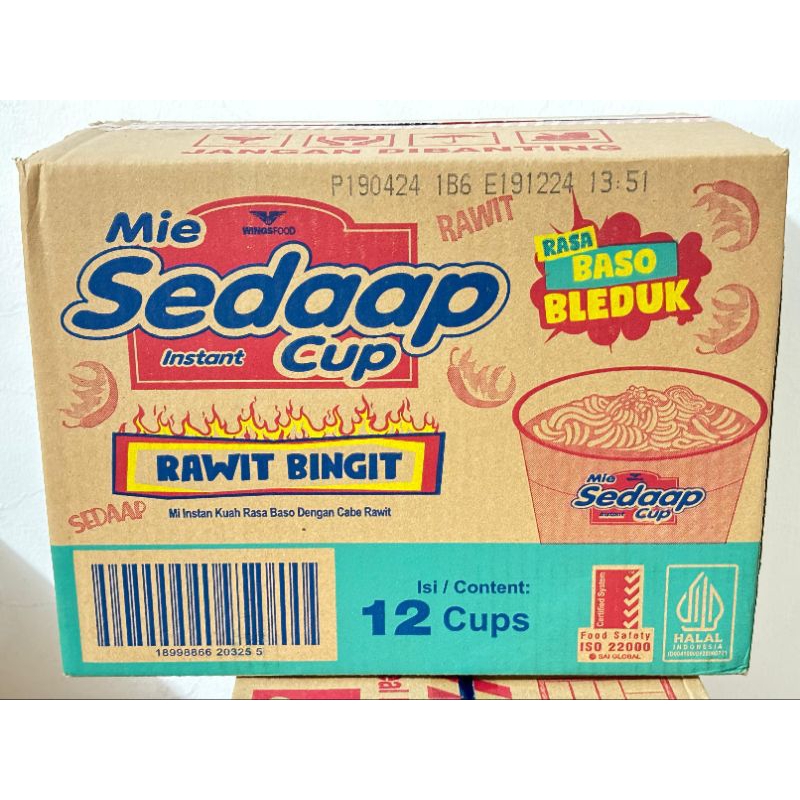 JANGAN DIBANTING
P190424 1B6 E191224 13:51
WINGSFOOD
Mie
Sedaap
Instant Cup
RAWIT
RASA
BASO
BLEDUK
RAWIT BINGIT
SEDAAP
Mi Instan Kuah Rasa Baso Dengan Cabe Rawit
Mie
Sedaap
Instant Cup
18998866 20325 5
Isi / Content:
12 Cups
Certified System
Food Safety
ISO 22000
SAI GLOBAL
HALAL
INDONESIA